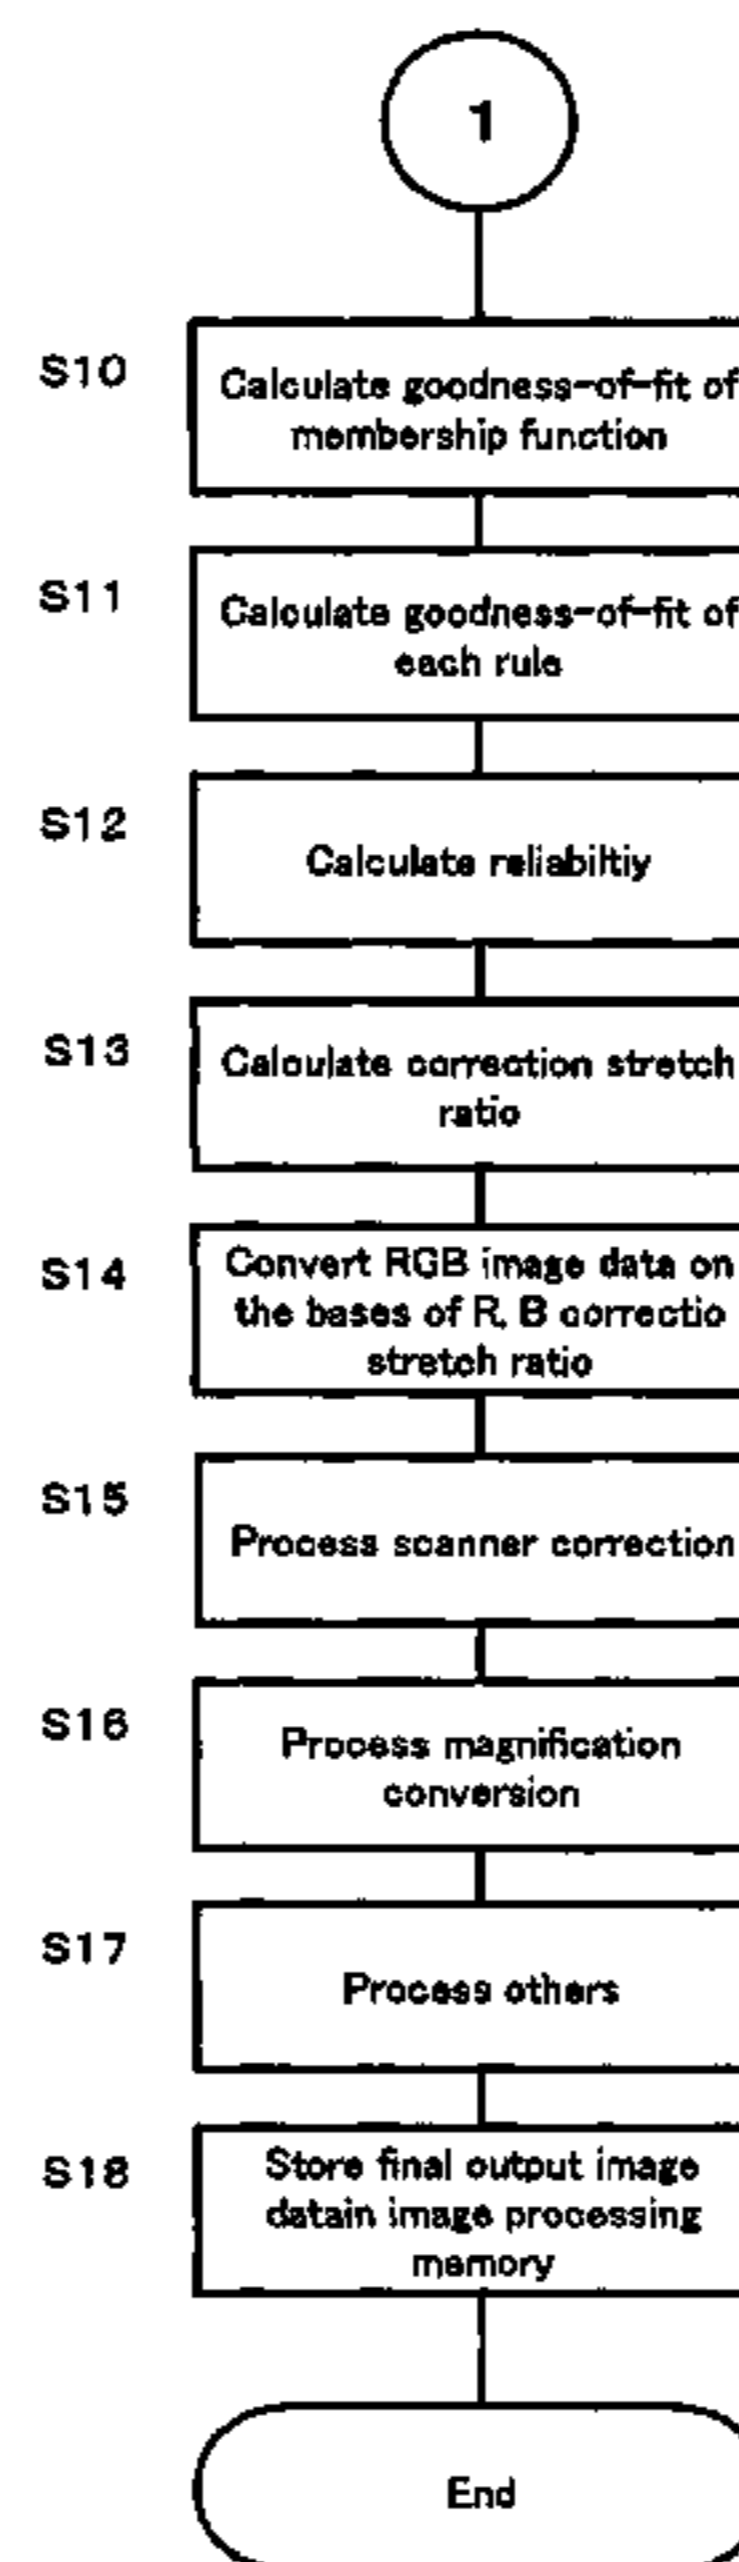 1
S10
Calculate goodness-of-fit of
membership function
S11
Calculate goodness-of-fit of
each rule
S12
Calculate reliabiltiy
S13
Calculate correction stretch
ratio
S14
Convert RGB image data on
the bases of R, B correctio
stretch ratio
S15
Process scanner correction
S16
Process magnification
conversion
S17
Process others
S18
Store final output image
datain image processing
memory
End